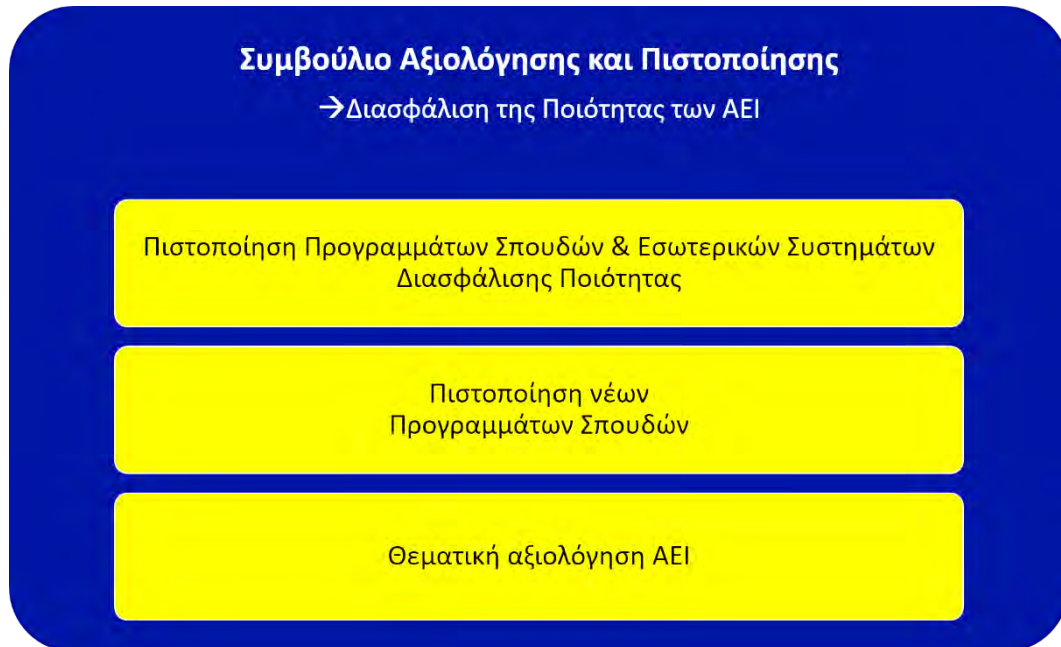 Συμβούλιο Αξιολόγησης και Πιστοποίησης
→Διασφάλιση της Ποιότητας των ΑΕΙ
Πιστοποίηση Προγραμμάτων Σπουδών & Εσωτερικών Συστημάτων
Διασφάλισης Ποιότητας
Πιστοποίηση νέων
Προγραμμάτων Σπουδών
Θεματική αξιολόγηση ΑΕΙ